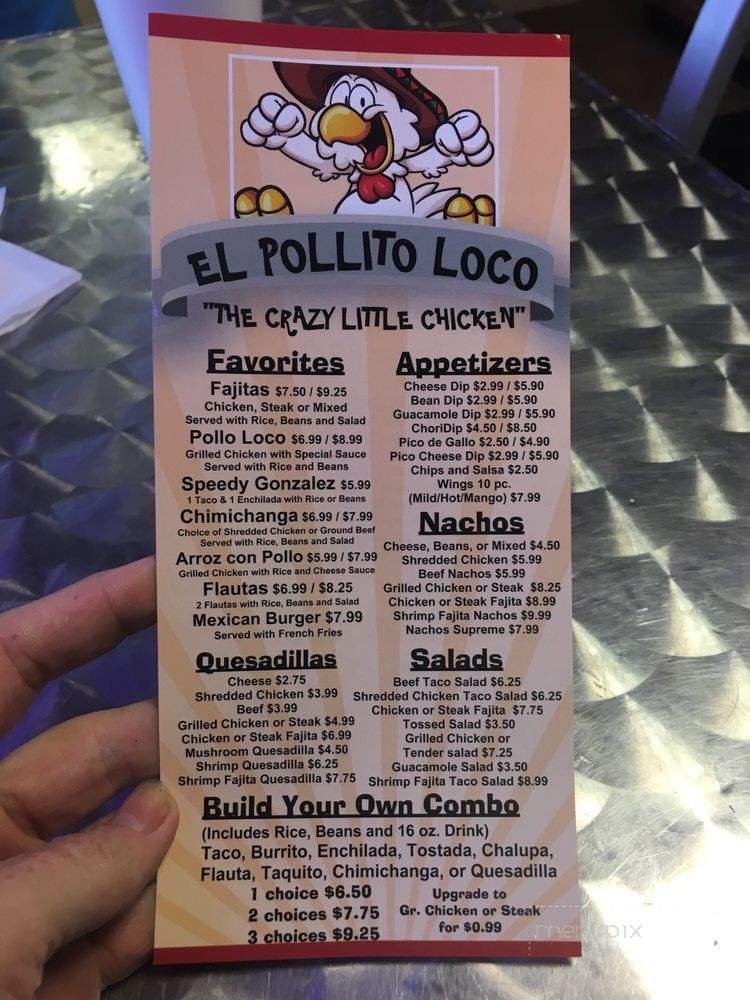 EL POLLITO LOCO
"THE CRAZY LITTLE CHICKEN"
Favorites
Fajitas $7.50 / $9.25
Chicken, Steak or Mixed
Served with Rice, Beans and Salad
Pollo Loco $6.99 / $8.99
Grilled Chicken with Special Sauce
Served with Rice and Beans
Speedy Gonzalez $5.99
1 Taco & 1 Enchilada with Rice or Beans
Chimichanga $6.99 / $7.99
Choice of Shredded Chicken or Ground Beef
Served with Rice, Beans and Salad
Arroz con Pollo $5.99 / $7.99
Grilled Chicken with Rice and Cheese Sauce
Flautas $6.99 / $8.25
2 Flautas with Rice, Beans and Salad
Mexican Burger $7.99
Served with French Fries
Appetizers
Cheese Dip $2.99 / $5.90
Bean Dip $2.99 / $5.90
Guacamole Dip $2.99 / $5.90
ChoriDip $4.50 / $8.50
Pico de Gallo $2.50 / $4.90
Pico Cheese Dip $2.99 / $5.90
Chips and Salsa $2.50
Wings 10 pc.
(Mild/Hot/Mango) $7.99
Nachos
Cheese, Beans, or Mixed $4.50
Shredded Chicken $5.99
Beef Nachos $5.99
Grilled Chicken or Steak $8.25
Chicken or Steak Fajita $8.99
Shrimp Fajita Nachos $9.99
Nachos Supreme $7.99
Quesadillas
Cheese $2.75
Shredded Chicken $3.99
Beef $3.99
Grilled Chicken or Steak $4.99
Chicken or Steak Fajita $6.99
Mushroom Quesadilla $4.50
Shrimp Quesadilla $6.25
Shrimp Fajita Quesadilla $7.75
Salads
Beef Taco Salad $6.25
Shredded Chicken Taco Salad $6.25
Chicken or Steak Fajita $7.75
Tossed Salad $3.50
Grilled Chicken or
Tender salad $7.25
Guacamole Salad $3.50
Shrimp Fajita Taco Salad $8.99
Build Your Own Combo
(Includes Rice, Beans and 16 oz. Drink)
Taco, Burrito, Enchilada, Tostada, Chalupa,
Flauta, Taquito, Chimichanga, or Quesadilla
1 choice $6.50
2 choices $7.75
3 choices $9.25
Upgrade to
Gr. Chicken or Steak
for $0.99
menupix